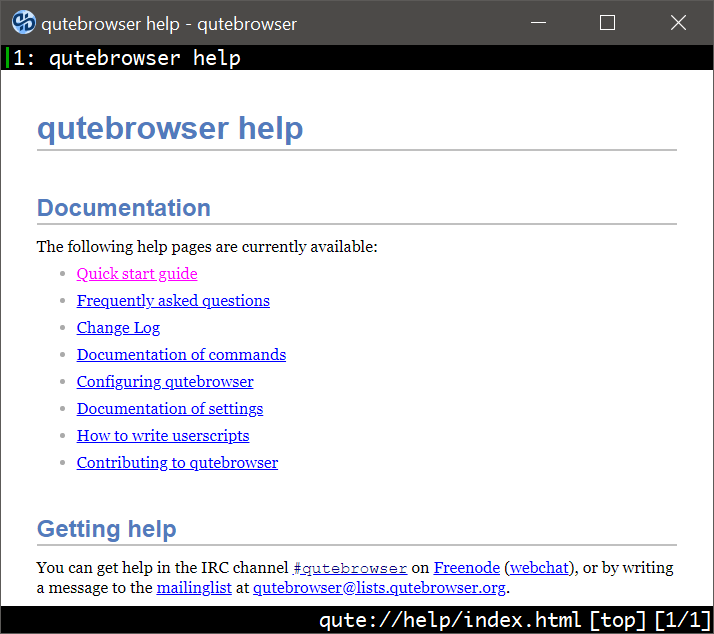 qutebrowser help - qutebrowser
1: qutebrowser help
qutebrowser help
Documentation
The following help pages are currently available:
Quick start guide
Frequently asked questions
Change Log
Documentation of commands
Configuring qutebrowser
Documentation of settings
How to write userscripts
Contributing to qutebrowser
Getting help
You can get help in the IRC channel #qutebrowser on Freenode (webchat), or by writing
a message to the mailinglist at qutebrowser@lists.qutebrowser.org.
qute://help/index.html [top] [1/1]